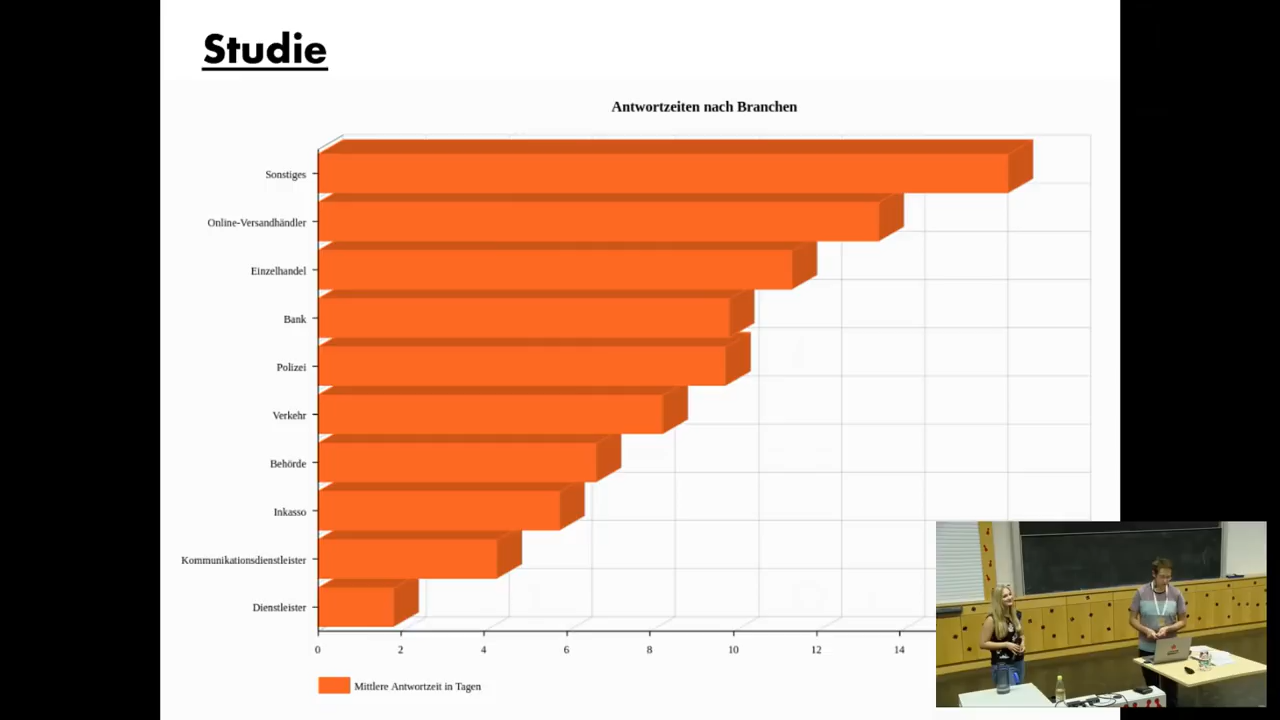 Studie
Antwortzeiten nach Branchen
Sonstiges
Online-Versandhändler
Einzelhandel
Bank
Polizei
Verkehr
Behörde
Inkasso
Kommunikationsdienstleister
Dienstleister
0 2 4 6 8 10 12 14
Mittlere Antwortzeit in Tagen